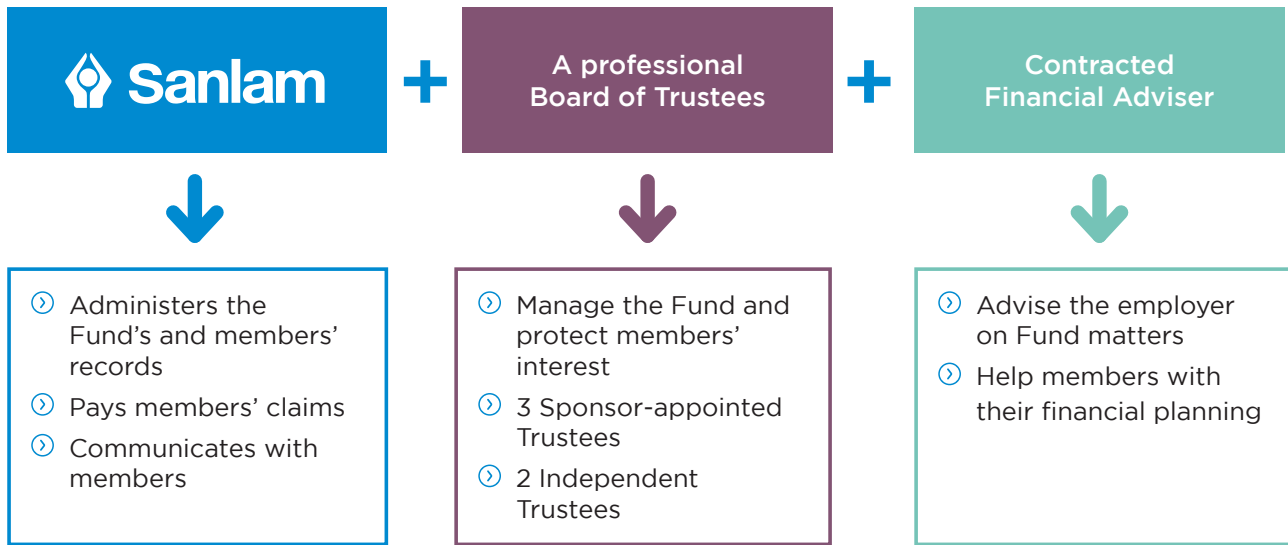 Sanlam
+
A professional
Board of Trustees
+
Contracted
Financial Adviser
Administers the
Fund’s and members’
records
Pays members’ claims
Communicates with
members
Manage the Fund and
protect members’
interest
3 Sponsor-appointed
Trustees
2 Independent
Trustees
Advise the employer
on Fund matters
Help members with
their financial planning